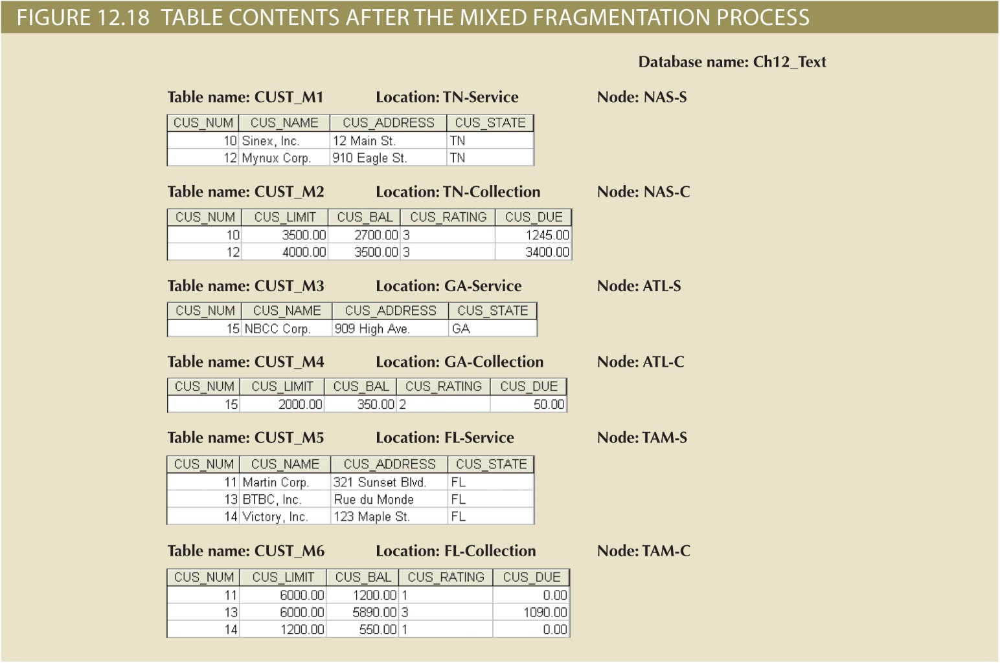 FIGURE 12.18 TABLE CONTENTS AFTER THE MIXED FRAGMENTATION PROCESS
Database name: Ch12_Text
Table name: CUST_M1 Location: TN-Service Node: NAS-S
CUS_NUM CUS_NAME CUS_ADDRESS CUS_STATE
10 Sinex, Inc. 12 Main St. TN
12 Mynux Corp. 910 Eagle St. TN
Table name: CUST_M2 Location: TN-Collection Node: NAS-C
CUS_NUM CUS_LIMIT CUS_BAL CUS_RATING CUS_DUE
10 3500.00 2700.00 3 1245.00
12 4000.00 3500.00 3 3400.00
Table name: CUST_M3 Location: GA-Service Node: ATL-S
CUS_NUM CUS_NAME CUS_ADDRESS CUS_STATE
15 NBCC Corp. 909 High Ave. GA
Table name: CUST_M4 Location: GA-Collection Node: ATL-C
CUS_NUM CUS_LIMIT CUS_BAL CUS_RATING CUS_DUE
15 2000.00 350.00 2 50.00
Table name: CUST_M5 Location: FL-Service Node: TAM-S
CUS_NUM CUS_NAME CUS_ADDRESS CUS_STATE
11 Martin Corp. 321 Sunset Blvd. FL
13 BTBC, Inc. Rue du Monde FL
14 Victory, Inc. 123 Maple St. FL
Table name: CUST_M6 Location: FL-Collection Node: TAM-C
CUS_NUM CUS_LIMIT CUS_BAL CUS_RATING CUS_DUE
11 6000.00 1200.00 1 0.00
13 6000.00 5890.00 3 1090.00
14 1200.00 550.00 1 0.00